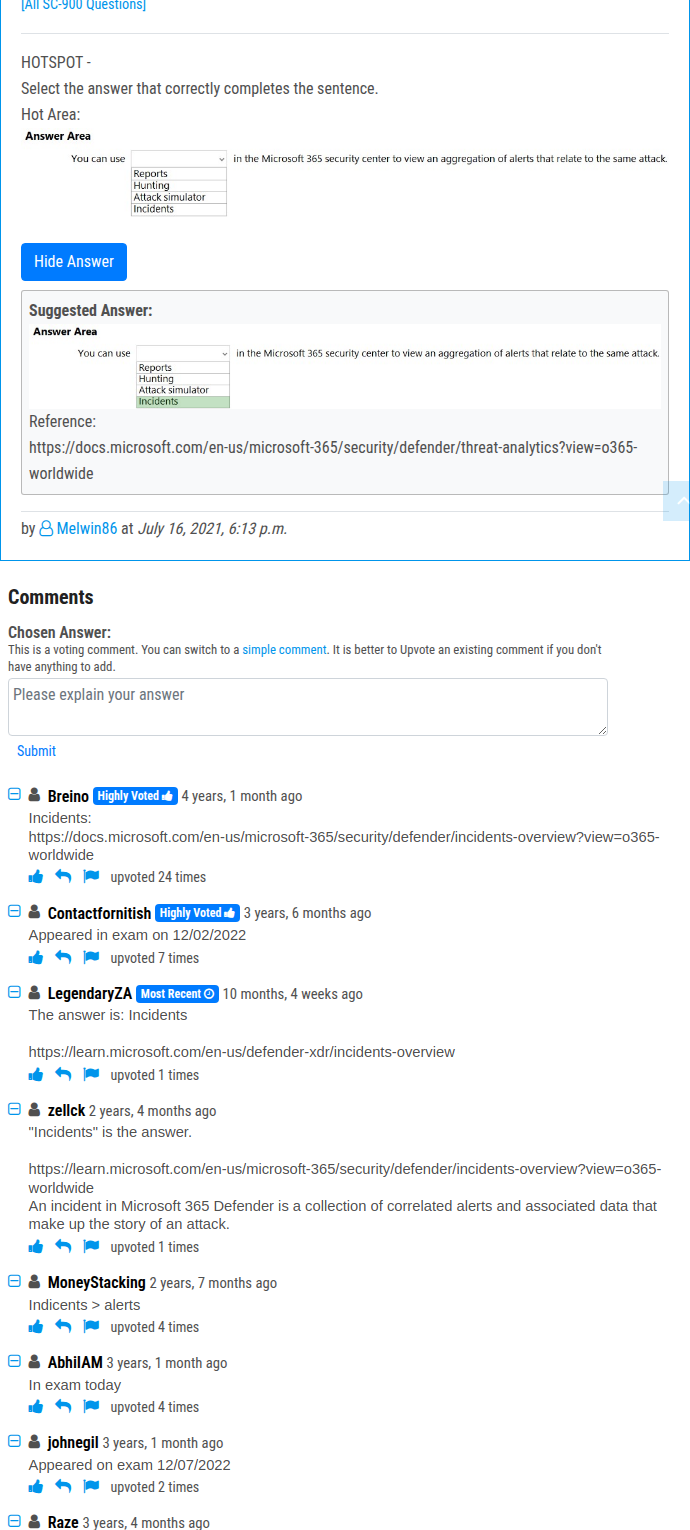 [All SC-900 Questions]
HOTSPOT -
Select the answer that correctly completes the sentence.
Hot Area:
Answer Area
You can use in the Microsoft 365 security center to view an aggregation of alerts that relate to the same attack.
Reports
Hunting
Attack simulator
Incidents
Hide Answer
Suggested Answer:
Answer Area
You can use in the Microsoft 365 security center to view an aggregation of alerts that relate to the same attack.
Reports
Hunting
Attack simulator
Incidents
Reference:
https://docs.microsoft.com/en-us/microsoft-365/security/defender/threat-analytics?view=o365-
worldwide
by Melwin86 at July 16, 2021, 6:13 p.m.
Comments
Chosen Answer:
This is a voting comment. You can switch to a simple comment. It is better to Upvote an existing comment if you don't
have anything to add.
Please explain your answer
Submit
Breino Highly Voted 4 years, 1 month ago
Incidents:
https://docs.microsoft.com/en-us/microsoft-365/security/defender/incidents-overview?view=o365-
worldwide
upvoted 24 times
Contactfornitish Highly Voted 3 years, 6 months ago
Appeared in exam on 12/02/2022
upvoted 7 times
LegendaryZA Most Recent 10 months, 4 weeks ago
The answer is: Incidents
https://learn.microsoft.com/en-us/defender-xdr/incidents-overview
upvoted 1 times
zellck 2 years, 4 months ago
"Incidents" is the answer.
https://learn.microsoft.com/en-us/microsoft-365/security/defender/incidents-overview?view=o365-
worldwide
An incident in Microsoft 365 Defender is a collection of correlated alerts and associated data that
make up the story of an attack.
upvoted 1 times
MoneyStacking 2 years, 7 months ago
Indicents > alerts
upvoted 4 times
AbhilAM 3 years, 1 month ago
In exam today
upvoted 4 times
johnegil 3 years, 1 month ago
Appeared on exam 12/07/2022
upvoted 2 times
Raze 3 years, 4 months ago